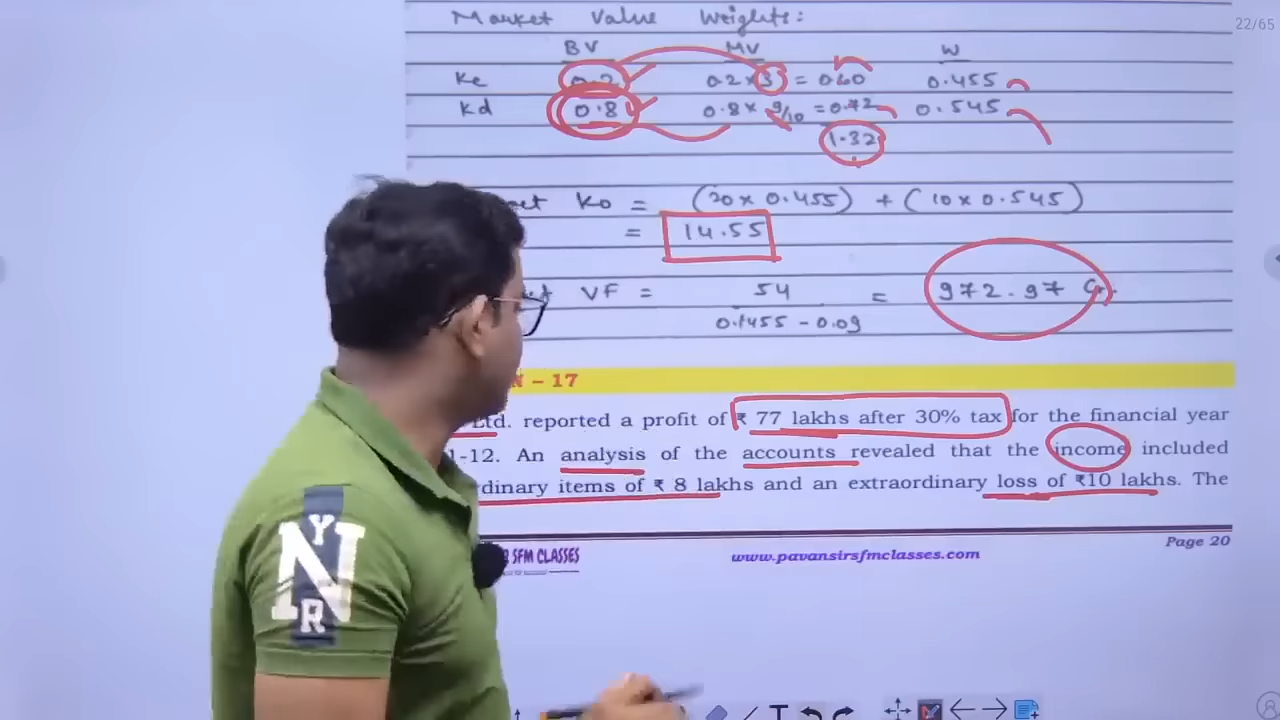 22/65
Market Value Weights:
BV MV W
Ke 0.2 0.2 × 3 = 0.60 0.455
Kd 0.8 0.8 × 9/10 = 0.72 0.545
1.32
Ko = (20 × 0.455) + (10 × 0.545)
= 14.55
VF = 54 = 972.97 Cr.
0.1455 - 0.09
N – 17
Ltd. reported a profit of ₹ 77 lakhs after 30% tax for the financial year
1-12. An analysis of the accounts revealed that the income included
dinary items of ₹ 8 lakhs and an extraordinary loss of ₹10 lakhs. The
SFM CLASSES www.pavansirsfmclasses.com Page 20
NY
R
T